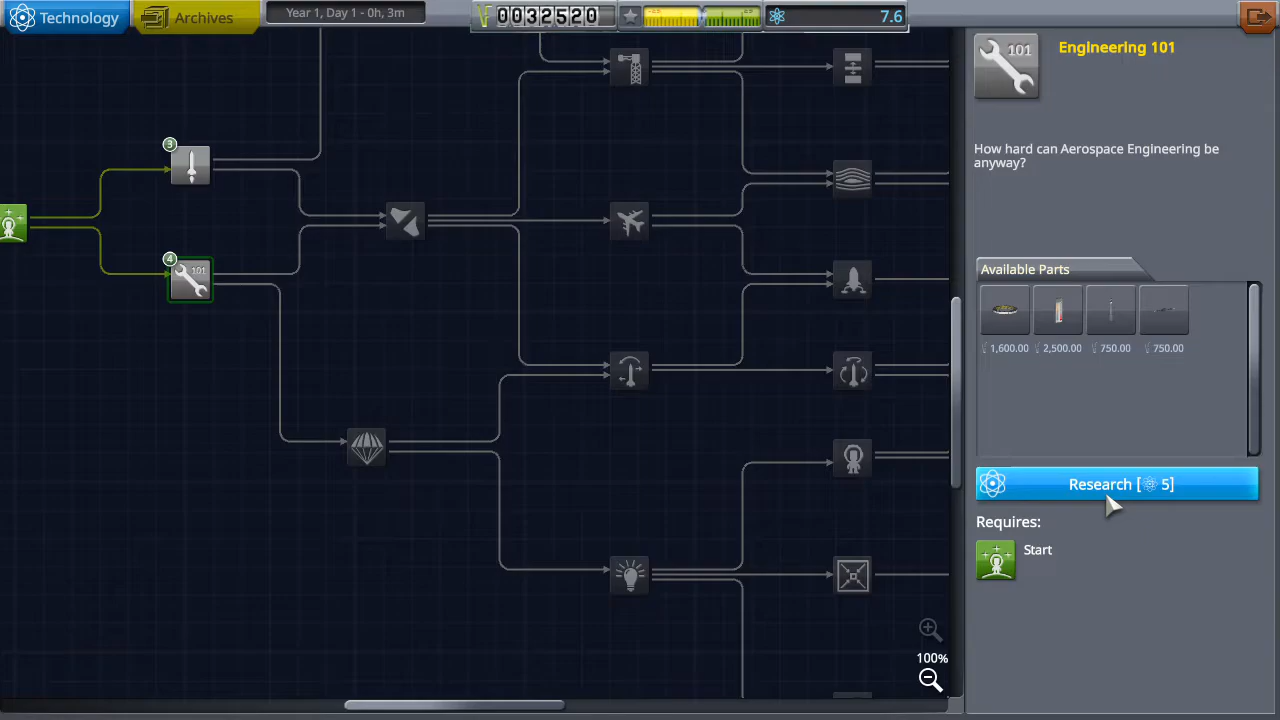 Technology
Archives
Year 1, Day 1 - 0h, 3m
0032520
7.6
3
4
101
101
Engineering 101
How hard can Aerospace Engineering be
anyway?
Available Parts
1,600.00 2,500.00 750.00 750.00
Research [5]
Requires:
Start
100%